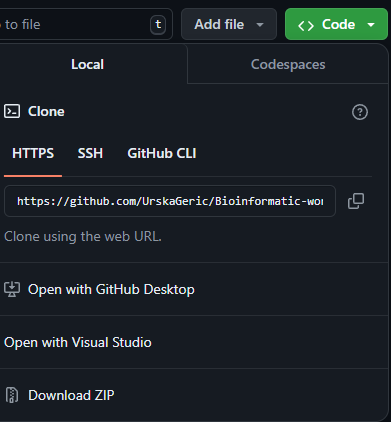 to file t Add file Code
Local Codespaces
Clone
HTTPS SSH GitHub CLI
https://github.com/UrskaGeric/Bioinformatic-wor
Clone using the web URL.
Open with GitHub Desktop
Open with Visual Studio
Download ZIP